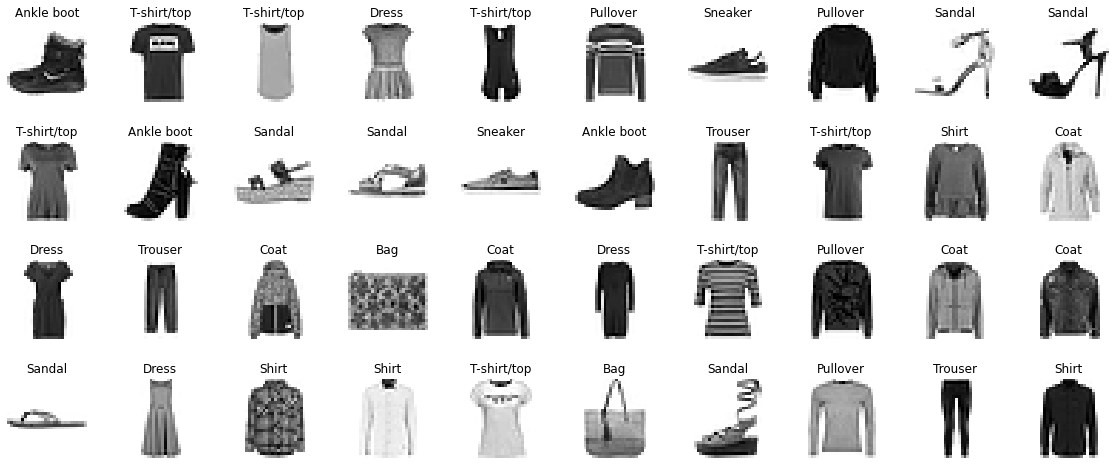 Ankle boot T-shirt/top T-shirt/top Dress T-shirt/top Pullover Sneaker Pullover Sandal Sandal
T-shirt/top Ankle boot Sandal Sandal Sneaker Ankle boot Trouser T-shirt/top Shirt Coat
Dress Trouser Coat Bag Coat Dress T-shirt/top Pullover Coat Coat
Sandal Dress Shirt Shirt T-shirt/top Bag Sandal Pullover Trouser Shirt